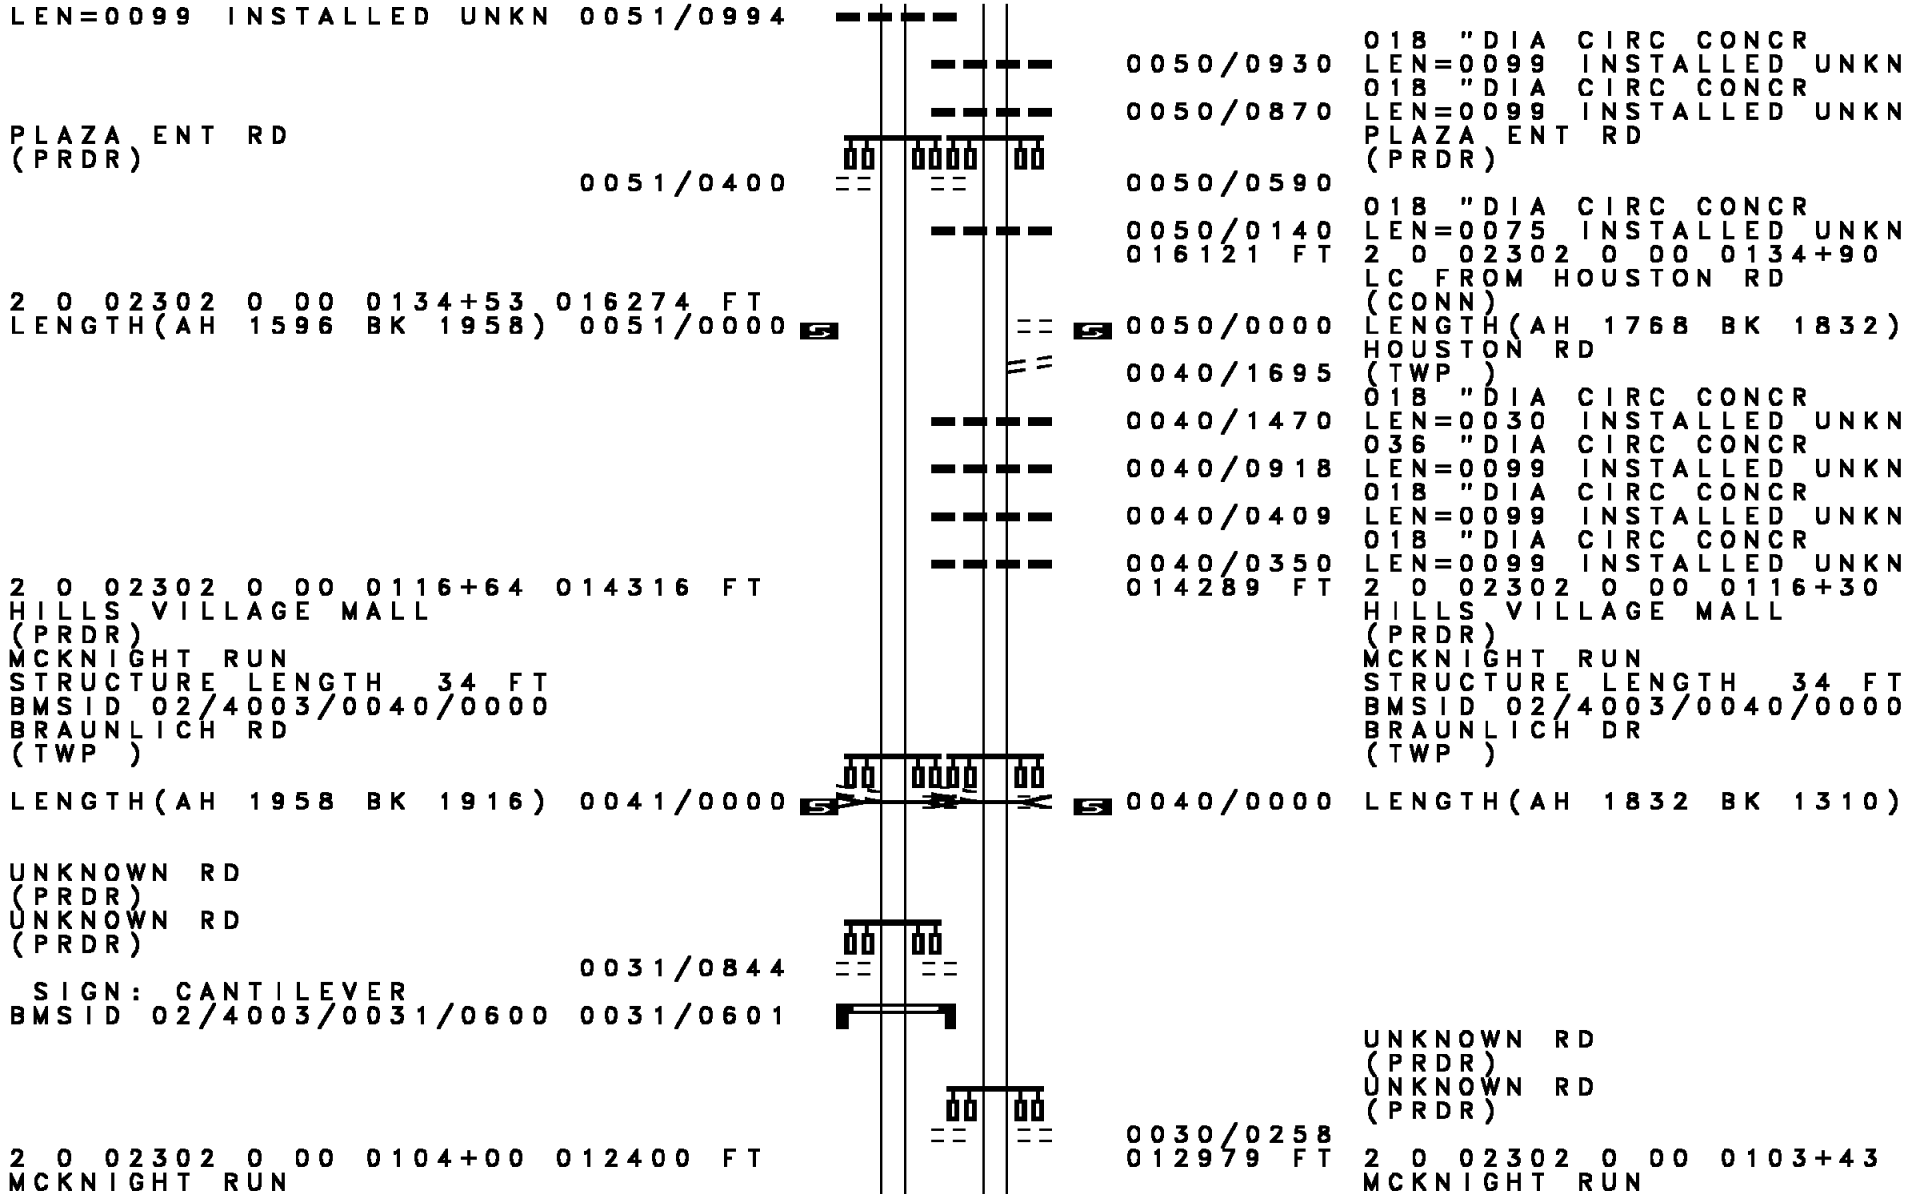 LEN=0099 INSTALLED UNKN 0051/0994
018 "DIA CIRC CONCR
0050/0930 LEN=0099 INSTALLED UNKN
018 "DIA CIRC CONCR
0050/0870 LEN=0099 INSTALLED UNKN
PLAZA ENT RD PLAZA ENT RD
(PRDR) (PRDR)
0051/0400 0050/0590
018 "DIA CIRC CONCR
0050/0140 LEN=0075 INSTALLED UNKN
016121 FT 2 0 02302 0 00 0134+90
LC FROM HOUSTON RD
2 0 02302 0 00 0134+53 016274 FT (CONN)
LENGTH(AH 1596 BK 1958) 0051/0000 S S 0050/0000 LENGTH(AH 1768 BK 1832)
HOUSTON RD
0040/1695 (TWP )
018 "DIA CIRC CONCR
0040/1470 LEN=0030 INSTALLED UNKN
036 "DIA CIRC CONCR
0040/0918 LEN=0099 INSTALLED UNKN
018 "DIA CIRC CONCR
0040/0409 LEN=0099 INSTALLED UNKN
018 "DIA CIRC CONCR
0040/0350 LEN=0099 INSTALLED UNKN
2 0 02302 0 00 0116+64 014316 FT 014289 FT 2 0 02302 0 00 0116+30
HILLS VILLAGE MALL HILLS VILLAGE MALL
(PRDR) (PRDR)
MCKNIGHT RUN MCKNIGHT RUN
STRUCTURE LENGTH 34 FT STRUCTURE LENGTH 34 FT
BMSID 02/4003/0040/0000 BMSID 02/4003/0040/0000
BRAUNLICH RD BRAUNLICH DR
(TWP ) (TWP )
LENGTH(AH 1958 BK 1916) 0041/0000 S S 0040/0000 LENGTH(AH 1832 BK 1310)
UNKNOWN RD
(PRDR)
UNKNOWN RD
(PRDR)
0031/0844
SIGN: CANTILEVER
BMSID 02/4003/0031/0600 0031/0601
UNKNOWN RD
(PRDR)
UNKNOWN RD
(PRDR)
0030/0258
2 0 02302 0 00 0104+00 012400 FT 012979 FT 2 0 02302 0 00 0103+43
MCKNIGHT RUN MCKNIGHT RUN